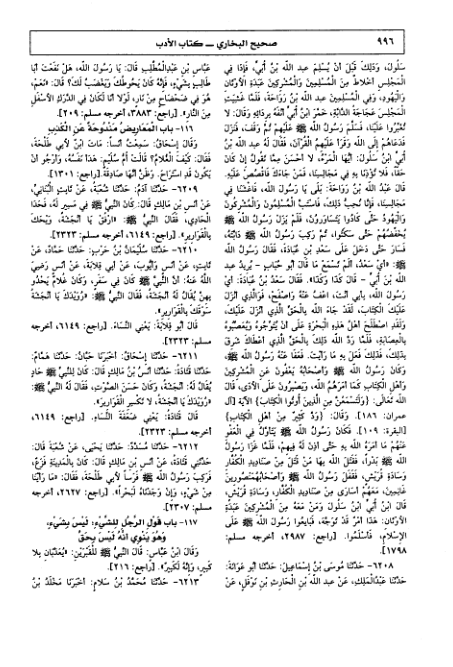 ٩٩٦
صحيح البخاري ــ كتاب الأدب
سَلُولَ، وَذَلِكَ قَبْلَ أَنْ يُسْلِمَ عبد الله بْنُ أُبَيٍّ، فَإِذَا فِي
المَجْلِسِ أَخْلاطٌ مِنَ المُسْلِمِينَ وَالمُشْرِكِينَ عَبَدَةِ الأَوْثَانِ
وَاليَهُودِ، وَفِي المُسْلِمِينَ عبد الله بْنُ رَوَاحَةَ، فَلَمَّا غَشِيَتِ
المَجْلِسَ عَجَاجَةُ الدَّابَّةِ، خَمَّرَ ابْنُ أُبَيٍّ أَنْفَهُ بِرِدَائِهِ وَقَالَ: لا
تُغَبِّرُوا عَلَيْنَا، فَسَلَّمَ رَسُولُ اللَّهِ ﷺ عَلَيْهِمْ ثُمَّ وَقَفَ، فَنَزَلَ
فَدَعَاهُمْ إِلَى اللَّهِ وَقَرَأَ عَلَيْهِمُ القُرْآنَ، فَقَالَ لَهُ عبد الله بْنُ
أُبَيٍّ ابْنُ سَلُولَ: أَيُّهَا المَرْءُ، لا أَحْسَنَ مِمَّا تَقُولُ إِنْ كَانَ
حَقًّا، فَلا تُؤْذِنَا بِهِ فِي مَجَالِسِنَا، فَمَنْ جَاءَكَ فَاقْصُصْ عَلَيْهِ.
قَالَ عَبْدُ اللَّهِ بْنُ رَوَاحَةَ: بَلَى يَا رَسُولَ اللَّهِ، فَاغْشَنَا فِي
مَجَالِسِنَا، فَإِنَّا نُحِبُّ ذَلِكَ، فَاسْتَبَّ المُسْلِمُونَ وَالمُشْرِكُونَ
وَاليَهُودُ حَتَّى كَادُوا يَتَثَاوَرُونَ، فَلَمْ يَزَلْ رَسُولُ اللَّهِ ﷺ
يُخَفِّضُهُمْ حَتَّى سَكَتُوا، ثُمَّ رَكِبَ رَسُولُ اللَّهِ ﷺ دَابَّتَهُ،
فَسَارَ حَتَّى دَخَلَ عَلَى سَعْدِ بْنِ عُبَادَةَ، فَقَالَ رَسُولُ اللَّهِ
ﷺ: «أَيْ سَعْدُ، أَلَمْ تَسْمَعْ مَا قَالَ أَبُو حُبَابٍ - يُرِيدُ عبد
الله بْنَ أُبَيٍّ - قَالَ كَذَا وَكَذَا». فَقَالَ سَعْدُ بْنُ عُبَادَةَ: أَيْ
رَسُولَ اللَّهِ، بِأَبِي أَنْتَ، اعْفُ عَنْهُ وَاصْفَحْ، فَوَالَّذِي أَنْزَلَ
عَلَيْكَ الكِتَابَ، لَقَدْ جَاءَ اللَّهُ بِالحَقِّ الَّذِي أَنْزَلَ عَلَيْكَ،
وَلَقَدِ اصْطَلَحَ أَهْلُ هَذِهِ البَحْرَةِ عَلَى أَنْ يُتَوِّجُوهُ وَيُعَصِّبُوهُ
بِالعِصَابَةِ، فَلَمَّا رَدَّ اللَّهُ ذَلِكَ بِالحَقِّ الَّذِي أَعْطَاكَ شَرِقَ
بِذَلِكَ، فَذَلِكَ فَعَلَ بِهِ مَا رَأَيْتَ. فَعَفَا عَنْهُ رَسُولُ اللَّهِ ﷺ،
وَكَانَ رَسُولُ اللَّهِ ﷺ وَأَصْحَابُهُ يَعْفُونَ عَنِ المُشْرِكِينَ
وَأَهْلِ الكِتَابِ كَمَا أَمَرَهُمُ اللَّهُ، وَيَصْبِرُونَ عَلَى الأَذَى، قَالَ
اللَّهُ تَعَالَى: {وَلَتَسْمَعُنَّ مِنَ الَّذِينَ أُوتُوا الكِتَابَ} الآية [آل
عمران: ١٨٦]. وَقَالَ: {وَدَّ كَثِيرٌ مِنْ أَهْلِ الكِتَابِ}
[البقرة: ١٠٩]. فَكَانَ رَسُولُ اللَّهِ ﷺ يَتَأَوَّلُ فِي العَفْوِ
عَنْهُمْ مَا أَمَرَهُ اللَّهُ بِهِ حَتَّى أَذِنَ لَهُ فِيهِمْ، فَلَمَّا غَزَا رَسُولُ اللَّهِ
ﷺ بَدْرًا، فَقَتَلَ اللَّهُ بِهَا مَنْ قَتَلَ مِنْ صَنَادِيدِ الكُفَّارِ
وَسَادَةِ قُرَيْشٍ، فَقَفَلَ رَسُولُ اللَّهِ ﷺ وَأَصْحَابُهُ مَنْصُورِينَ
غَانِمِينَ، مَعَهُمْ أُسَارَى مِنْ صَنَادِيدِ الكُفَّارِ، وَسَادَةِ قُرَيْشٍ،
قَالَ ابْنُ أُبَيٍّ ابْنُ سَلُولَ وَمَنْ مَعَهُ مِنَ المُشْرِكِينَ عَبَدَةِ
الأَوْثَانِ: هَذَا أَمْرٌ قَدْ تَوَجَّهَ، فَبَايِعُوا رَسُولَ اللَّهِ ﷺ عَلَى
الإِسْلامِ، فَأَسْلَمُوا. [راجع: ٢٩٨٧، أخرجه مسلم:
١٧٩٨].
٦٢٠٨- حَدَّثَنَا مُوسَى بْنُ إِسْمَاعِيلَ: حَدَّثَنَا أَبُو عَوَانَةَ:
حَدَّثَنَا عَبْدُالمَلِكِ، عَنْ عبد الله بْنِ الْحَارِثِ بْنِ نَوْفَلٍ، عَنْ
عَبَّاسِ بْنِ عَبْدِالمُطَّلِبِ قَالَ: يَا رَسُولَ اللَّهِ، هَلْ نَفَعْتَ أَبَا
طَالِبٍ بِشَيْءٍ، فَإِنَّهُ كَانَ يَحُوطُكَ وَيَغْضَبُ لَكَ؟ قَالَ: «نَعَمْ،
هُوَ فِي ضَحْضَاحٍ مِنْ نَارٍ، لَوْلا أَنَا لَكَانَ فِي الدَّرَكِ الأَسْفَلِ
مِنَ النَّارِ». [راجع: ٣٨٨٣، أخرجه مسلم: ٢٠٩].
١١٦- باب المَعَارِيضُ مَنْدُوحَةٌ عَنِ الكَذِبِ
وَقَالَ إِسْحَاقُ: سَمِعْتُ أَنَسًا: مَاتَ ابْنٌ لأَبِي طَلْحَةَ،
فَقَالَ: كَيْفَ الغُلامُ؟ قَالَتْ أُمُّ سُلَيْمٍ: هَدَأَ نَفَسُهُ، وَأَرْجُو أَنْ
يَكُونَ قَدِ اسْتَرَاحَ. وَظَنَّ أَنَّهَا صَادِقَةٌ. [راجع: ١٣٠١].
٦٢٠٩- حَدَّثَنَا آدَمُ: حَدَّثَنَا شُعْبَةُ، عَنْ ثَابِتٍ البُنَانِيِّ،
عَنْ أَنَسِ بْنِ مَالِكٍ قَالَ: كَانَ النَّبِيُّ ﷺ فِي مَسِيرٍ لَهُ، فَحَدَا
الْحَادِي، فَقَالَ النَّبِيُّ ﷺ: «ارْفُقْ يَا أَنْجَشَةُ، وَيْحَكَ
بِالقَوَارِيرِ». [راجع: ٦١٤٩، أخرجه مسلم: ٢٣٢٣].
٦٢١٠- حَدَّثَنَا سُلَيْمَانُ بْنُ حَرْبٍ: حَدَّثَنَا حَمَّادٌ، عَنْ
ثَابِتٍ، عَنْ أَنَسٍ وَأَيُّوبَ، عَنْ أَبِي قِلابَةَ، عَنْ أَنَسٍ رَضِيَ
اللَّهُ عَنْهُ: أَنَّ النَّبِيَّ ﷺ كَانَ فِي سَفَرٍ، وَكَانَ غُلامٌ يَحْدُو
بِهِنَّ يُقَالُ لَهُ أَنْجَشَةُ، فَقَالَ النَّبِيُّ ﷺ: «رُوَيْدَكَ يَا أَنْجَشَةُ
سَوْقَكَ بِالقَوَارِيرِ».
قَالَ أَبُو قِلابَةَ: يَعْنِي النِّسَاءَ. [راجع: ٦١٤٩، أخرجه
مسلم: ٢٣٢٣].
٦٢١١- حَدَّثَنَا إِسْحَاقُ: أَخْبَرَنَا حَبَّانُ: حَدَّثَنَا هَمَّامٌ:
حَدَّثَنَا قَتَادَةُ: حَدَّثَنَا أَنَسُ بْنُ مَالِكٍ قَالَ: كَانَ لِلنَّبِيِّ ﷺ حَادٍ
يُقَالُ لَهُ: أَنْجَشَةُ، وَكَانَ حَسَنَ الصَّوْتِ، فَقَالَ لَهُ النَّبِيُّ ﷺ:
«رُوَيْدَكَ يَا أَنْجَشَةُ، لا تَكْسِرِ القَوَارِيرَ».
قَالَ قَتَادَةُ: يَعْنِي ضَعَفَةَ النِّسَاءِ. [راجع: ٦١٤٩،
أخرجه مسلم: ٢٣٢٣].
٦٢١٢- حَدَّثَنَا مُسَدَّدٌ: حَدَّثَنَا يَحْيَى، عَنْ شُعْبَةَ قَالَ:
حَدَّثَنِي قَتَادَةُ، عَنْ أَنَسِ بْنِ مَالِكٍ قَالَ: كَانَ بِالمَدِينَةِ فَزَعٌ،
فَرَكِبَ رَسُولُ اللَّهِ ﷺ فَرَسًا لأَبِي طَلْحَةَ، فَقَالَ: «مَا رَأَيْنَا
مِنْ شَيْءٍ، وَإِنْ وَجَدْنَاهُ لَبَحْرًا». [راجع: ٢٦٢٧، أخرجه
مسلم: ٢٣٠٧].
١١٧- باب قَوْلِ الرَّجُلِ لِلشَّيْءِ: لَيْسَ بِشَيْءٍ،
وَهُوَ يَنْوِي أَنَّهُ لَيْسَ بِحَقٍّ
وَقَالَ ابْنُ عَبَّاسٍ: قَالَ النَّبِيُّ ﷺ لِلْقَبْرَيْنِ: «يُعَذَّبَانِ بِلا
كَبِيرٍ، وَإِنَّهُ لَكَبِيرٌ». [راجع: ٢١٦].
٦٢١٣- حَدَّثَنَا مُحَمَّدُ بْنُ سَلامٍ: أَخْبَرَنَا مَخْلَدُ بْنُ